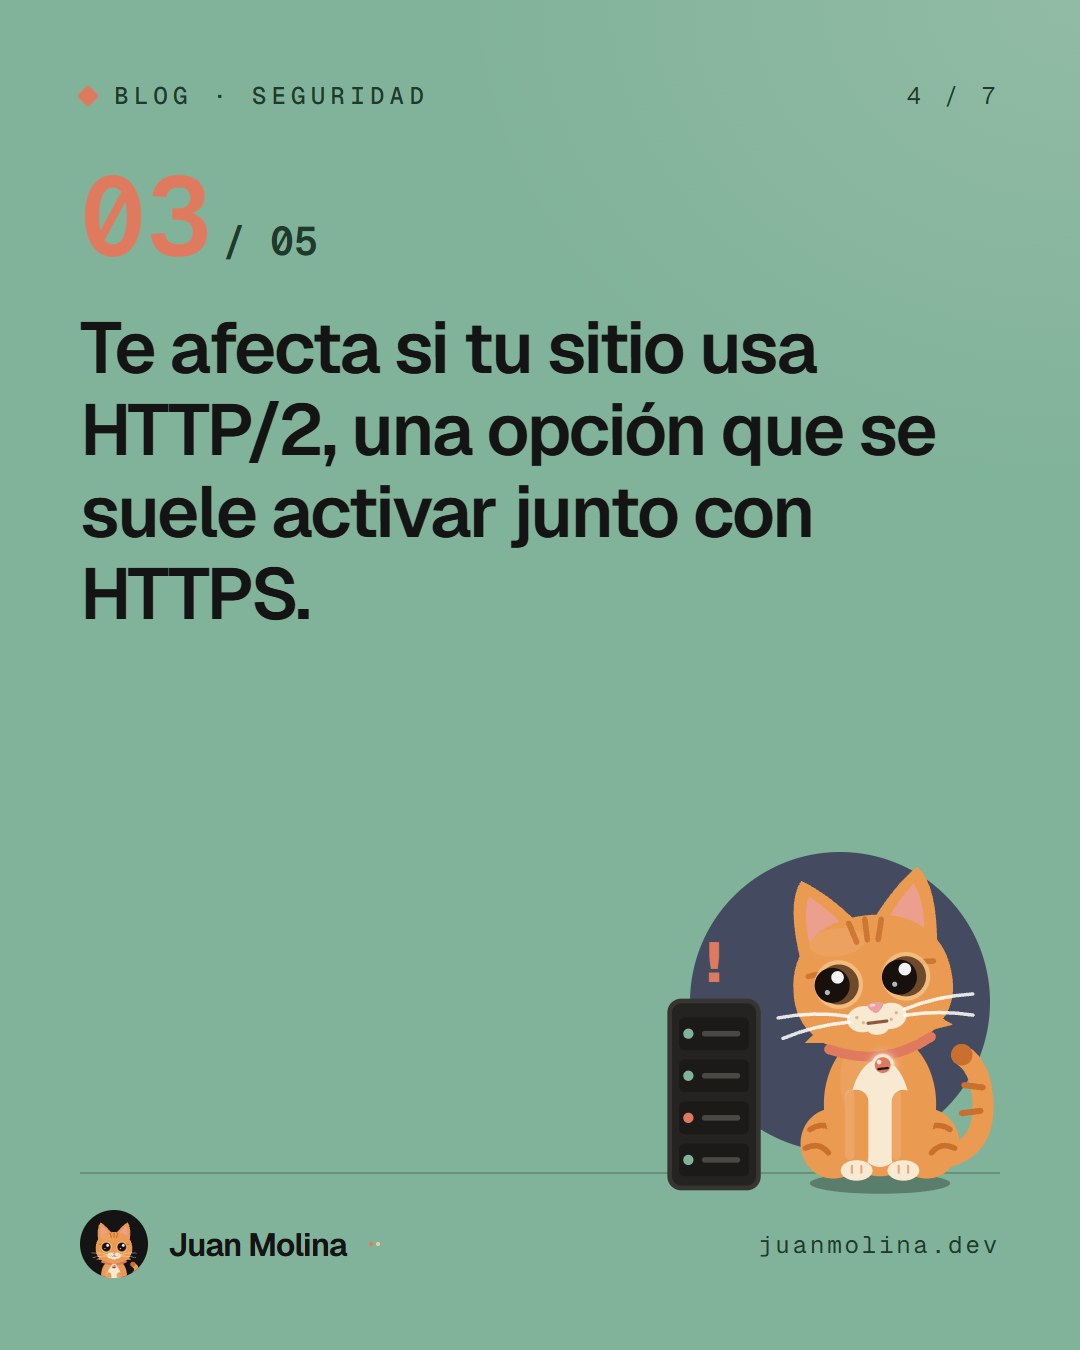 BLOG · SEGURIDAD
4 / 7
03 / 05
Te afecta si tu sitio usa
HTTP/2, una opción que se
suele activar junto con
HTTPS.
!
Juan Molina
juanmolina.dev